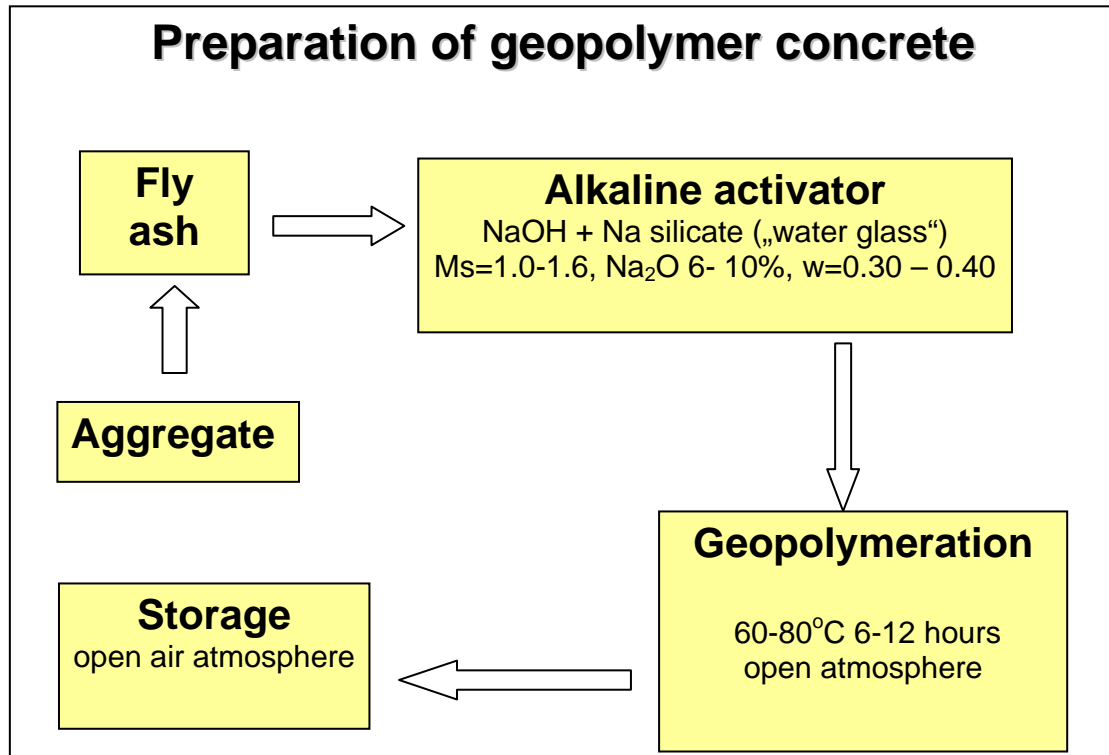 Preparation of geopolymer concrete
Fly
ash
Alkaline activator
NaOH + Na silicate („water glass“)
Ms=1.0-1.6, Na₂O 6- 10%, w=0.30 – 0.40
Aggregate
Geopolymeration
60-80°C 6-12 hours
open atmosphere
Storage
open air atmosphere